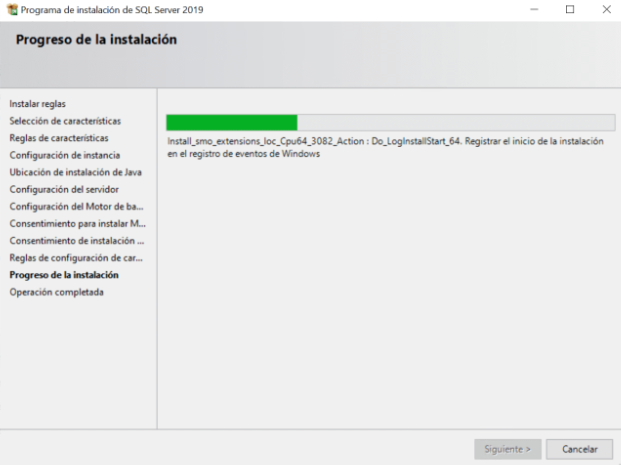 Programa de instalación de SQL Server 2019
Progreso de la instalación
Instalar reglas
Selección de características
Reglas de características
Configuración de instancia
Ubicación de instalación de Java
Configuración del servidor
Configuración del Motor de ba...
Consentimiento para instalar M...
Consentimiento de instalación ...
Reglas de configuración de car...
Progreso de la instalación
Operación completada
Install_smo_extensions_loc_Cpu64_3082_Action : Do_LogInstallStart_64. Registrar el inicio de la instalación
en el registro de eventos de Windows
Siguiente >
Cancelar